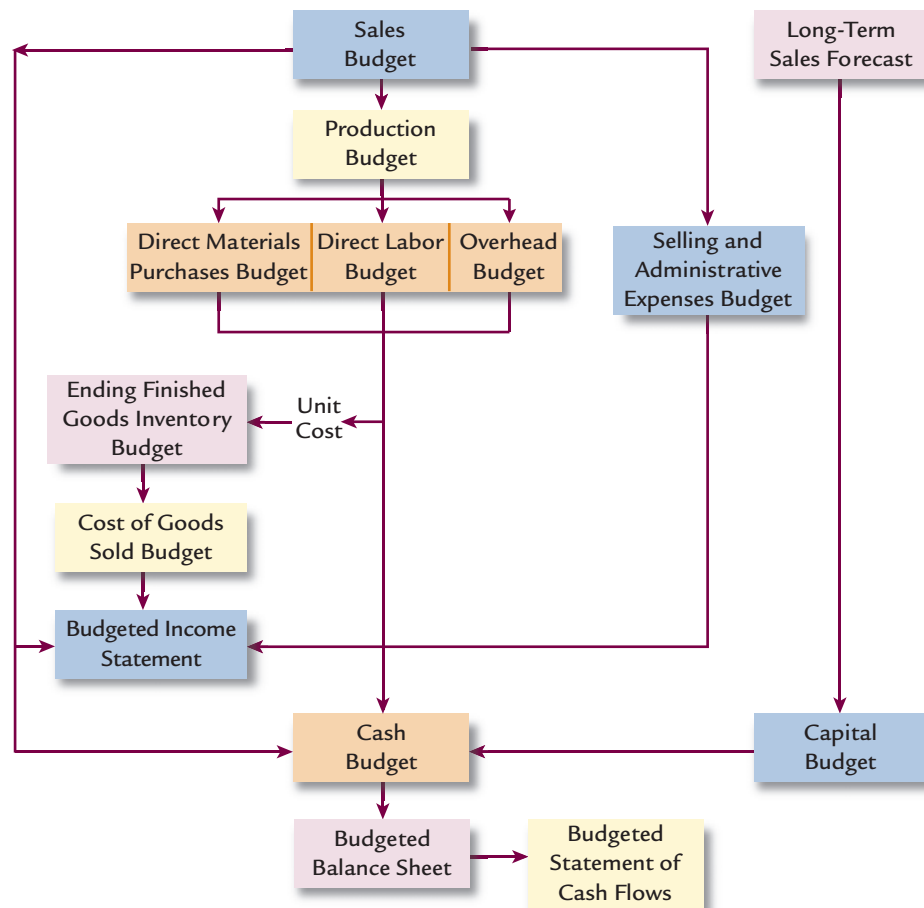 Sales
Budget
Long-Term
Sales Forecast
Production
Budget
Direct Materials
Purchases Budget
Direct Labor
Budget
Overhead
Budget
Selling and
Administrative
Expenses Budget
Ending Finished
Goods Inventory
Budget
Unit
Cost
Cost of Goods
Sold Budget
Budgeted Income
Statement
Cash
Budget
Capital
Budget
Budgeted
Balance Sheet
Budgeted
Statement of
Cash Flows